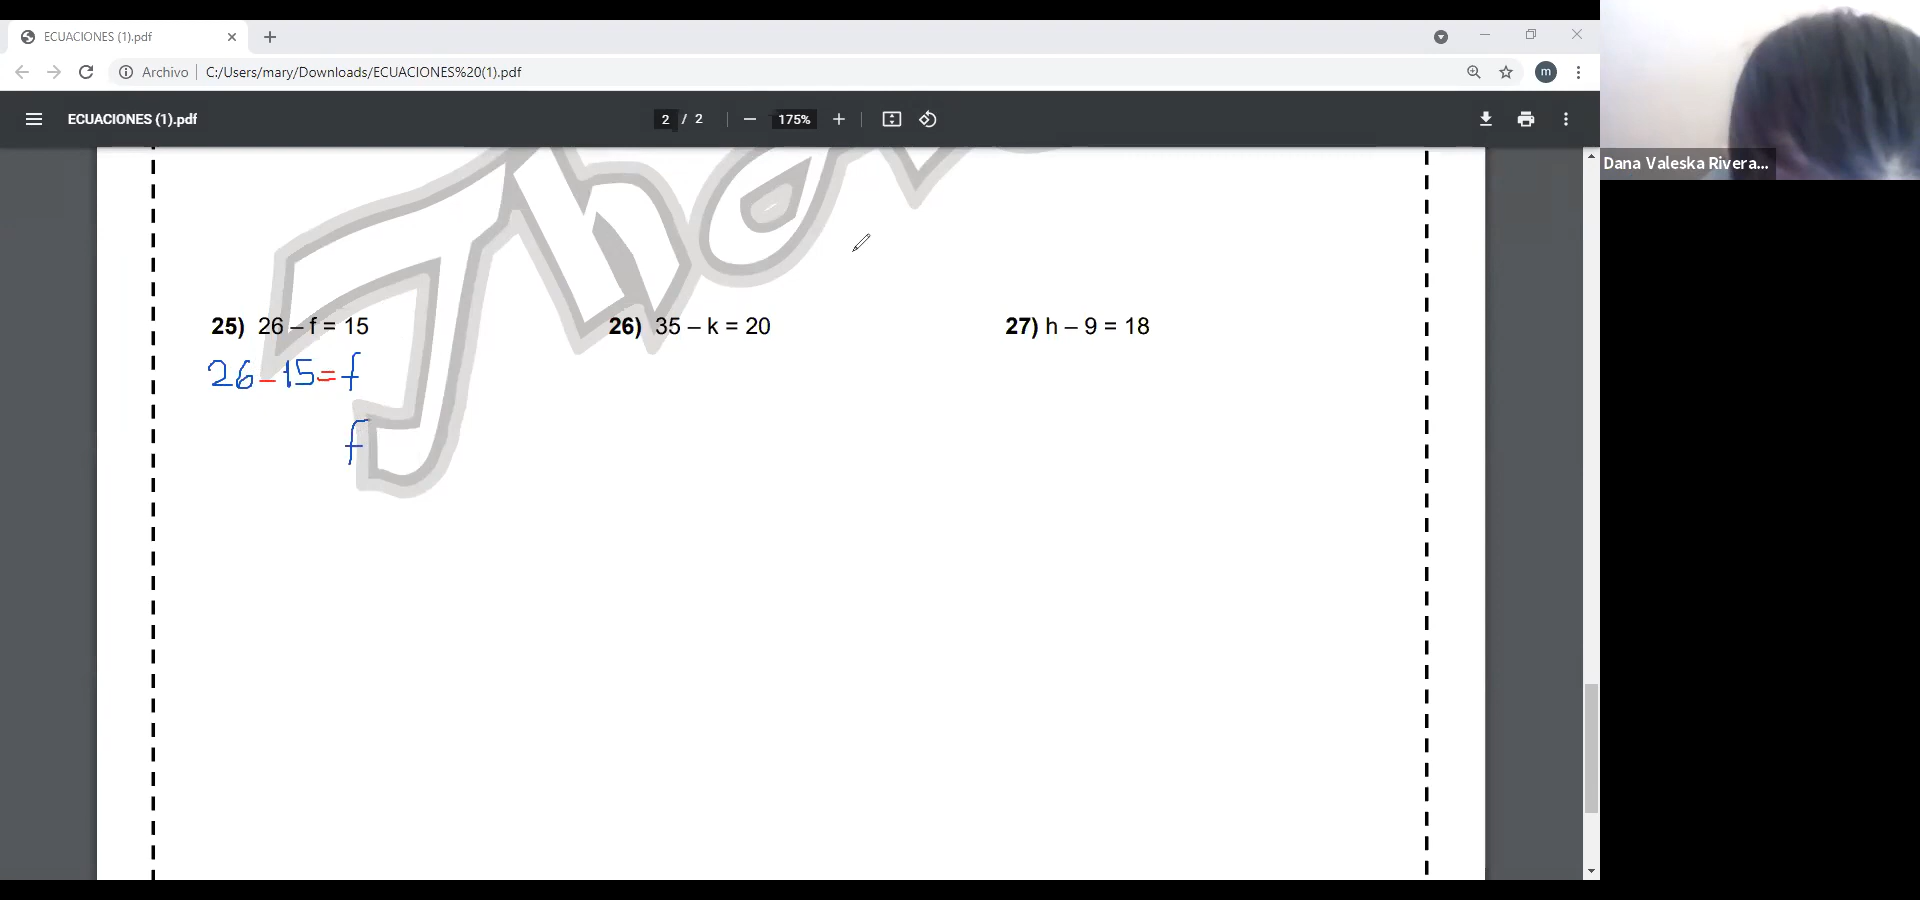 ECUACIONES (1).pdf
Archivo C:/Users/mary/Downloads/ECUACIONES%20(1).pdf m
ECUACIONES (1).pdf 2 / 2 175%
Dana Valeska Rivera...
25) 26 – f = 15 26) 35 – k = 20 27) h – 9 = 18
26 – 15 = f
f